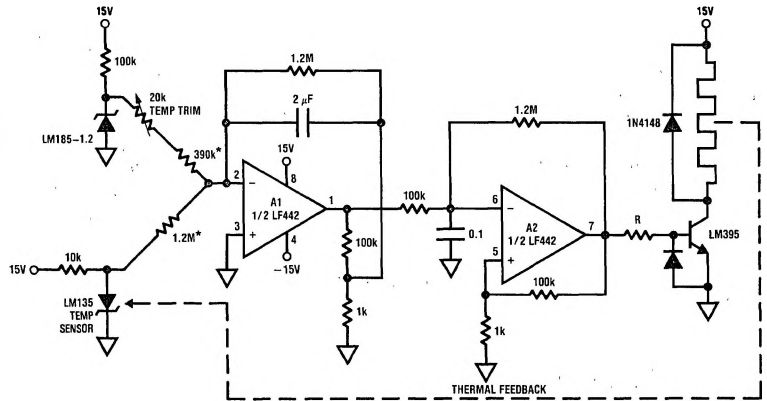 15V
100k
20k
TEMP TRIM
LM185–1.2
390k*
1.2M*
15V
10k
LM135
TEMP
SENSOR
1.2M
2 μF
15V
2
8
–
A1
1/2 LF442
1
3
+
4
–15V
100k
1k
100k
0.1
1.2M
6
–
A2
1/2 LF442
7
5
+
100k
1k
R
15V
1N4148
LM395
THERMAL FEEDBACK